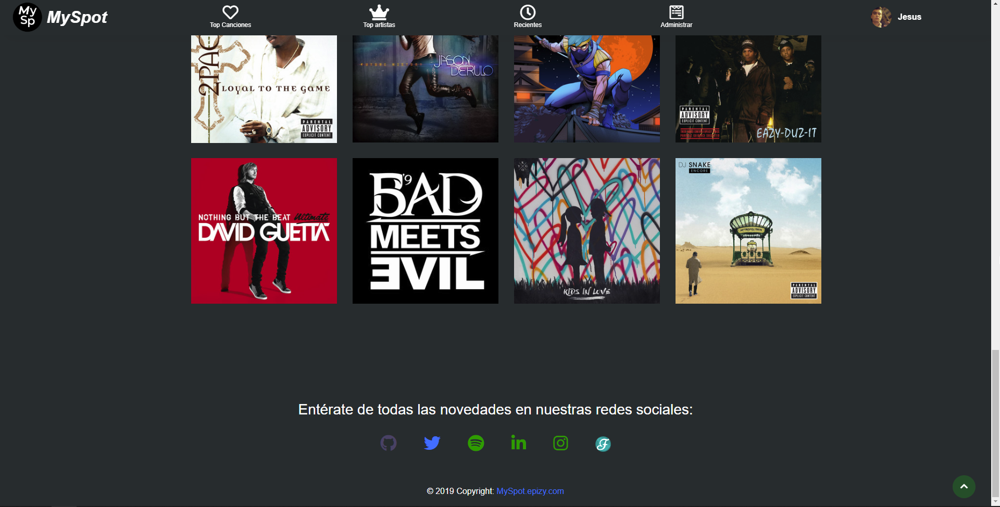 My
Sp
MySpot
Top Canciones
Top artistas
Recientes
Administrar
Jesus
2PAC
LOYAL TO THE GAME
PARENTAL
ADVISORY
EXPLICIT CONTENT
FUTURE HISTORY
JASON
DERULO
PARENTAL
ADVISORY
EXPLICIT CONTENT
EAZY-DUZ-IT
NOTHING BUT THE BEAT Ultimate
DAVID GUETTA
BAD
MEETS
EVIL
KYGO
KIDS IN LOVE
DJ SNAKE
ENCORE
METROPOLITAIN
PARENTAL
ADVISORY
EXPLICIT CONTENT
Entérate de todas las novedades en nuestras redes sociales:
in
F
© 2019 Copyright: MySpot.epizy.com